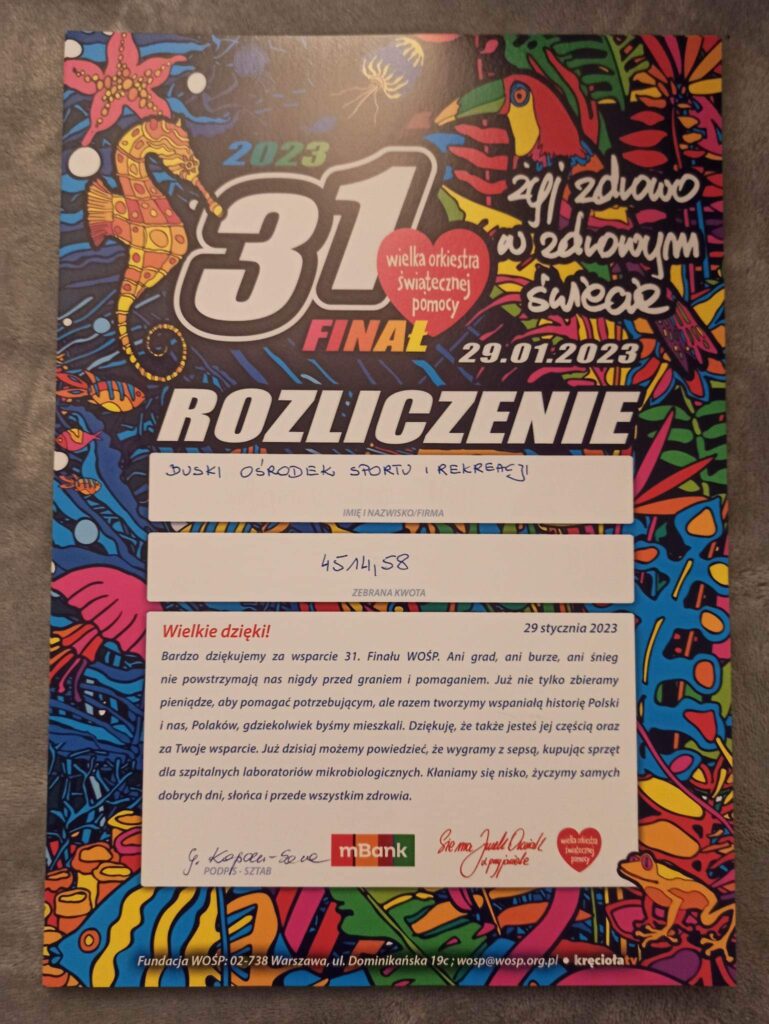 2023
31
wielka orkiestra
świątecznej
pomocy
FINAŁ
żyj zdrowo
w zdrowym
świecie
29.01.2023
ROZLICZENIE
BUSKI OŚRODEK SPORTU I REKREACJI
IMIĘ I NAZWISKO/FIRMA
4514,58
ZEBRANA KWOTA
Wielkie dzięki! 29 stycznia 2023
Bardzo dziękujemy za wsparcie 31. Finału WOŚP. Ani grad, ani burze, ani śnieg
nie powstrzymają nas nigdy przed graniem i pomaganiem. Już nie tylko zbieramy
pieniądze, aby pomagać potrzebującym, ale razem tworzymy wspaniałą historię Polski
i nas, Polaków, gdziekolwiek byśmy mieszkali. Dziękuję, że także jesteś jej częścią oraz
za Twoje wsparcie. Już dzisiaj możemy powiedzieć, że wygramy z sepsą, kupując sprzęt
dla szpitalnych laboratoriów mikrobiologicznych. Kłaniamy się nisko, życzymy samych
dobrych dni, słońca i przede wszystkim zdrowia.
PODPIS - SZTAB
mBank
Siema Jurek Owsiak
i przyjaciele
wielka orkiestra
świątecznej
pomocy
Fundacja WOŚP: 02-738 Warszawa, ul. Dominikańska 19c ; wosp@wosp.org.pl • kręciołatv